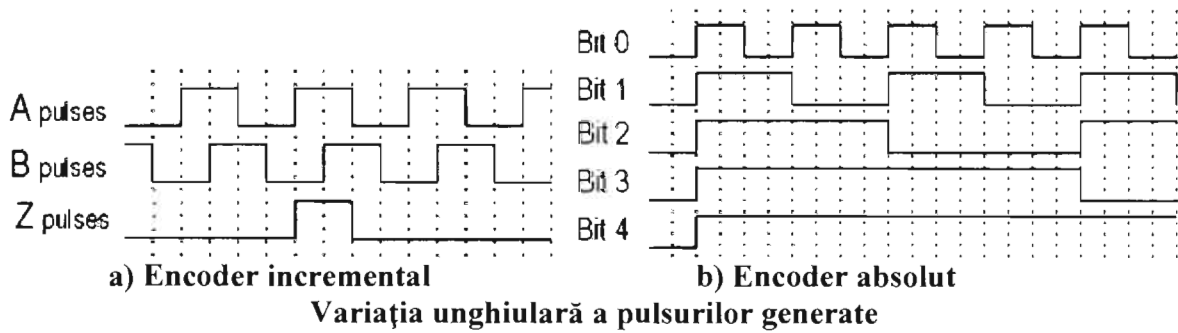 A pulses
B pulses
Z pulses
a) Encoder incremental
Bit 0
Bit 1
Bit 2
Bit 3
Bit 4
b) Encoder absolut
Variaţia unghiulară a pulsurilor generate